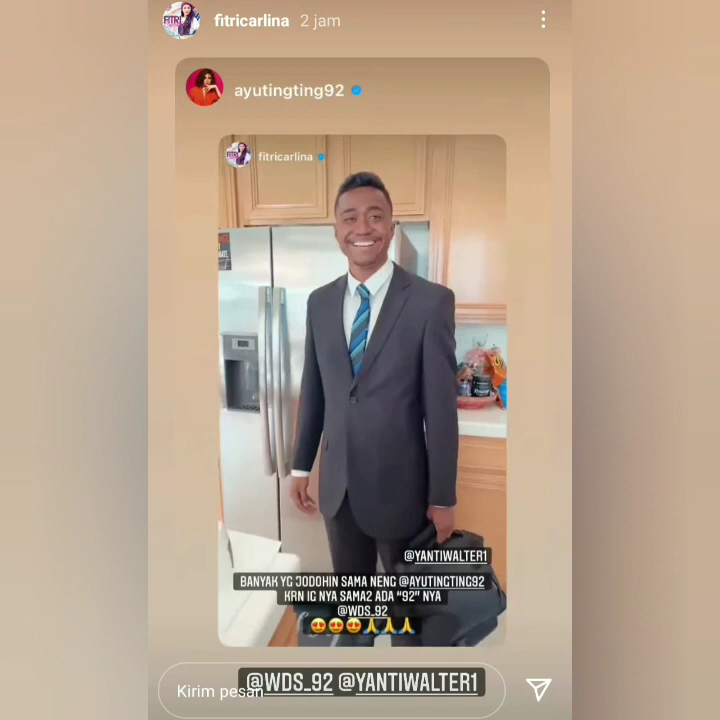 fitricarlina 2 jam
ayutingting92
fitricarlina
@YANTIWALTER1
BANYAK YG JODOHIN SAMA NENG @AYUTINGTING92
KRN IG NYA SAMA2 ADA “92” NYA
@WDS_92
😍😍😍🙏🙏🙏
@WDS_92 @YANTIWALTER1
Kirim pesan